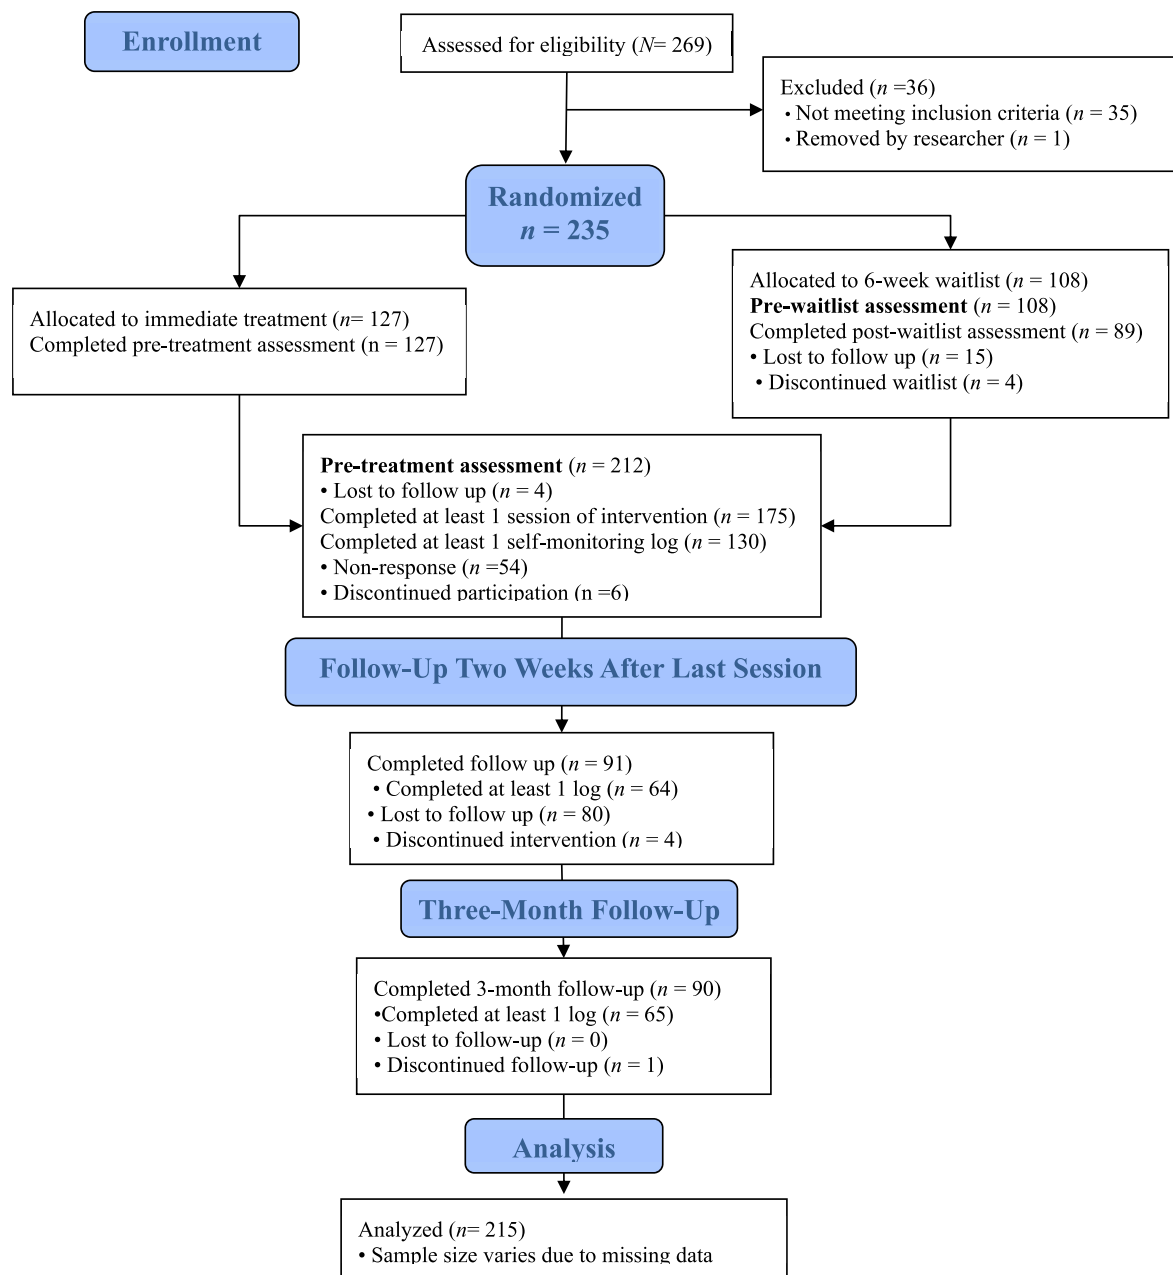 Enrollment
Assessed for eligibility (N= 269)
Excluded (n =36)
• Not meeting inclusion criteria (n = 35)
• Removed by researcher (n = 1)
Randomized
n = 235
Allocated to immediate treatment (n= 127)
Completed pre-treatment assessment (n = 127)
Allocated to 6-week waitlist (n = 108)
Pre-waitlist assessment (n = 108)
Completed post-waitlist assessment (n = 89)
• Lost to follow up (n = 15)
• Discontinued waitlist (n = 4)
Pre-treatment assessment (n = 212)
• Lost to follow up (n = 4)
Completed at least 1 session of intervention (n = 175)
Completed at least 1 self-monitoring log (n = 130)
• Non-response (n =54)
• Discontinued participation (n =6)
Follow-Up Two Weeks After Last Session
Completed follow up (n = 91)
• Completed at least 1 log (n = 64)
• Lost to follow up (n = 80)
• Discontinued intervention (n = 4)
Three-Month Follow-Up
Completed 3-month follow-up (n = 90)
•Completed at least 1 log (n = 65)
• Lost to follow-up (n = 0)
• Discontinued follow-up (n = 1)
Analysis
Analyzed (n= 215)
• Sample size varies due to missing data